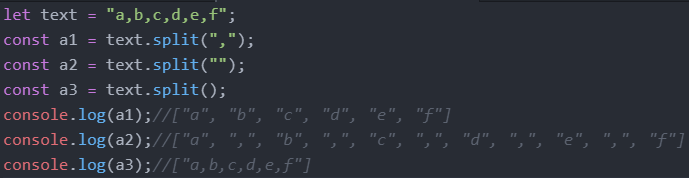 let text = "a,b,c,d,e,f";
const a1 = text.split(",");
const a2 = text.split("");
const a3 = text.split();
console.log(a1);//["a", "b", "c", "d", "e", "f"]
console.log(a2);//["a", ",", "b", ",", "c", ",", "d", ",", "e", ",", "f"]
console.log(a3);//["a,b,c,d,e,f"]